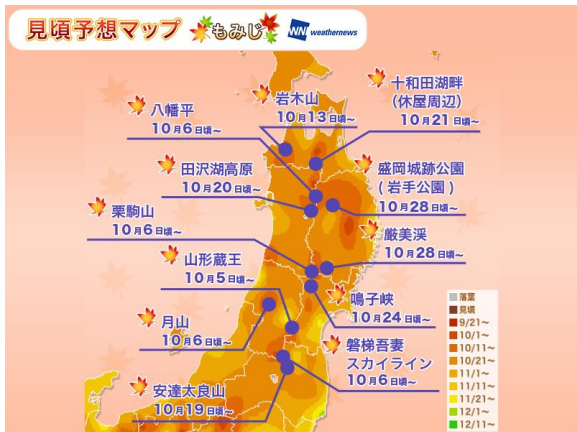 見頃予想マップ もみじ WN weathernews
岩木山
10月13日頃~
十和田湖畔
(休屋周辺)
10月21日頃~
八幡平
10月6日頃~
田沢湖高原
10月20日頃~
盛岡城跡公園
(岩手公園)
10月28日頃~
栗駒山
10月6日頃~
厳美渓
10月28日頃~
山形蔵王
10月5日頃~
鳴子峡
10月24日頃~
月山
10月6日頃~
磐梯吾妻
スカイライン
10月6日頃~
安達太良山
10月19日頃~
落葉
見頃
9/21~
10/1~
10/11~
10/21~
11/1~
11/11~
11/21~
12/1~
12/11~